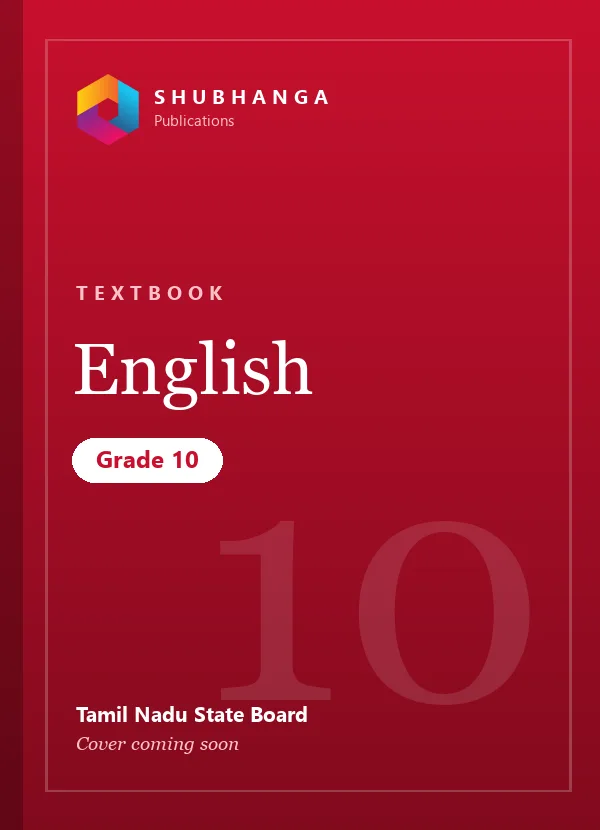 SHUBHANGA
Publications
TEXTBOOK
English
Grade 10
10
Tamil Nadu State Board
Cover coming soon